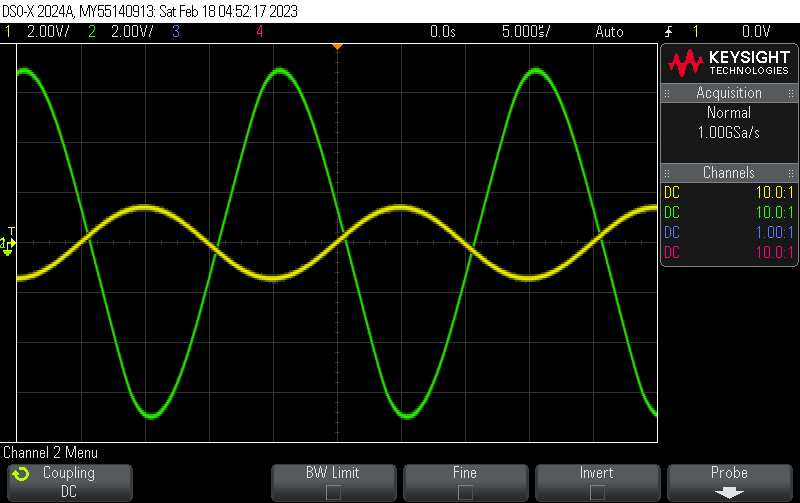 DSO-X 2024A, MY55140913: Sat Feb 18 04:52:17 2023
1 2.00V/ 2 2.00V/ 3 4 0.0s 5.000µs/ Auto 1 0.0V
KEYSIGHT
TECHNOLOGIES
Acquisition
Normal
1.00GSa/s
Channels
DC 10.0:1
DC 10.0:1
DC 1.00:1
DC 10.0:1
T
Channel 2 Menu
Coupling
DC
BW Limit
Fine
Invert
Probe